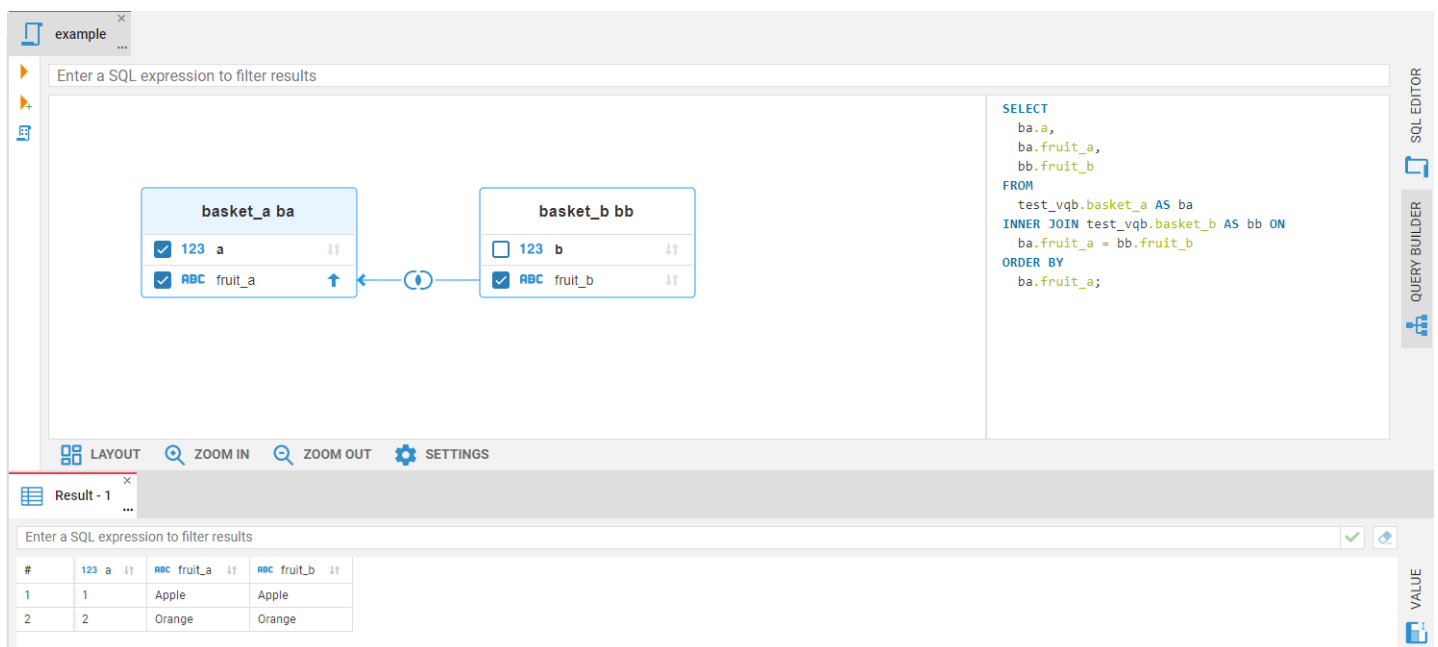 example
...
Enter a SQL expression to filter results
SQL EDITOR
QUERY BUILDER
basket_a ba
123 a
ABC fruit_a
basket_b bb
123 b
ABC fruit_b
SELECT
ba.a,
ba.fruit_a,
bb.fruit_b
FROM
test_vqb.basket_a AS ba
INNER JOIN test_vqb.basket_b AS bb ON
ba.fruit_a = bb.fruit_b
ORDER BY
ba.fruit_a;
LAYOUT ZOOM IN ZOOM OUT SETTINGS
Result - 1
...
Enter a SQL expression to filter results
# 123 a ABC fruit_a ABC fruit_b
1 1 Apple Apple
2 2 Orange Orange
VALUE